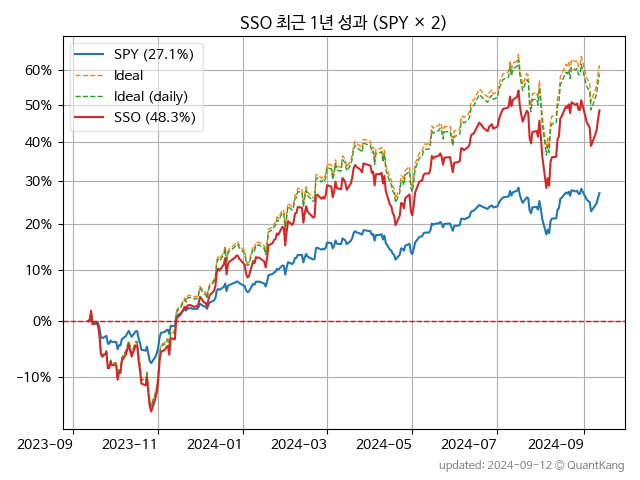 SSO 최근 1년 성과 (SPY × 2)
SPY (27.1%)
Ideal
Ideal (daily)
SSO (48.3%)
60%
50%
40%
30%
20%
10%
0%
−10%
2023-09
2023-11
2024-01
2024-03
2024-05
2024-07
2024-09
updated: 2024-09-12 © QuantKang